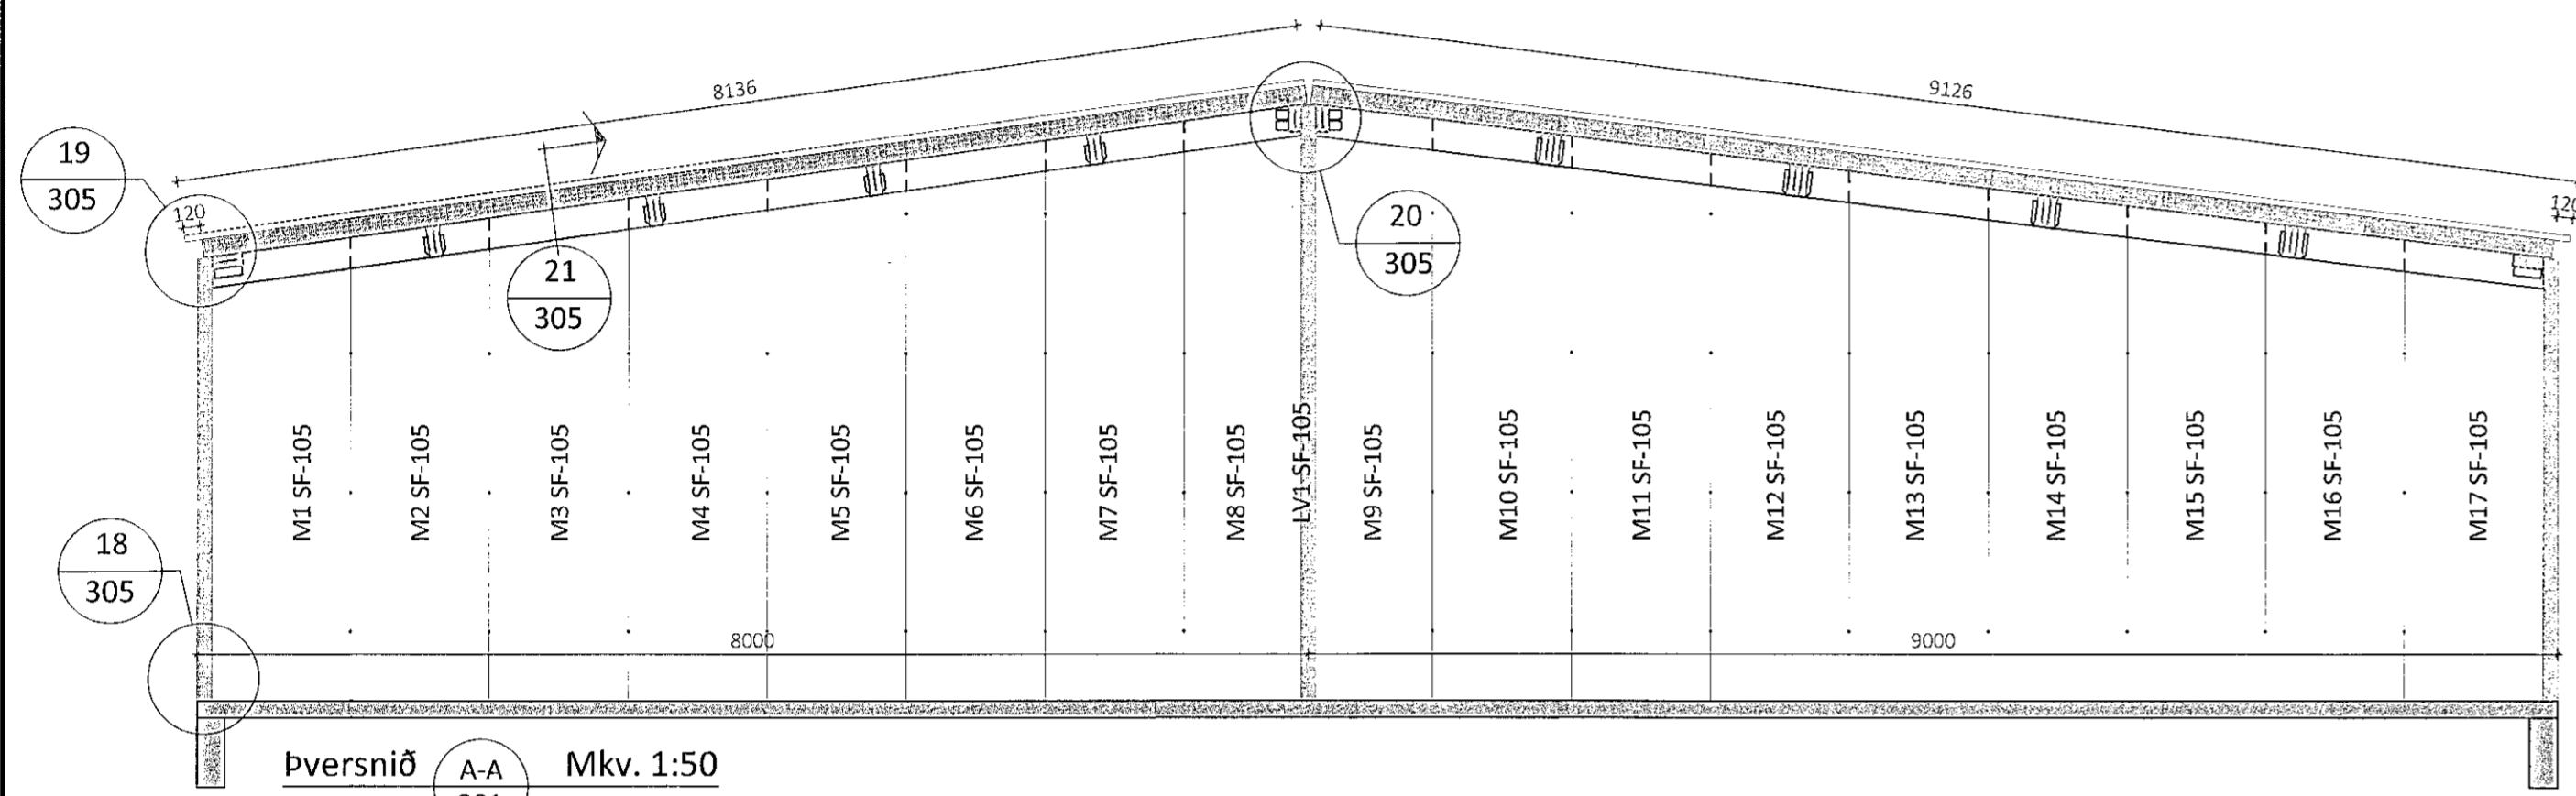 8136
9126
19
305
120
120
21
305
20
305
M1 SF-105
M2 SF-105
M3 SF-105
M4 SF-105
M5 SF-105
M6 SF-105
M7 SF-105
M8 SF-105
LV1-SF-105
M9 SF-105
M10 SF-105
M11 SF-105
M12 SF-105
M13 SF-105
M14 SF-105
M15 SF-105
M16 SF-105
M17 SF-105
18
305
8000
9000
Þversnið A-A Mkv. 1:50